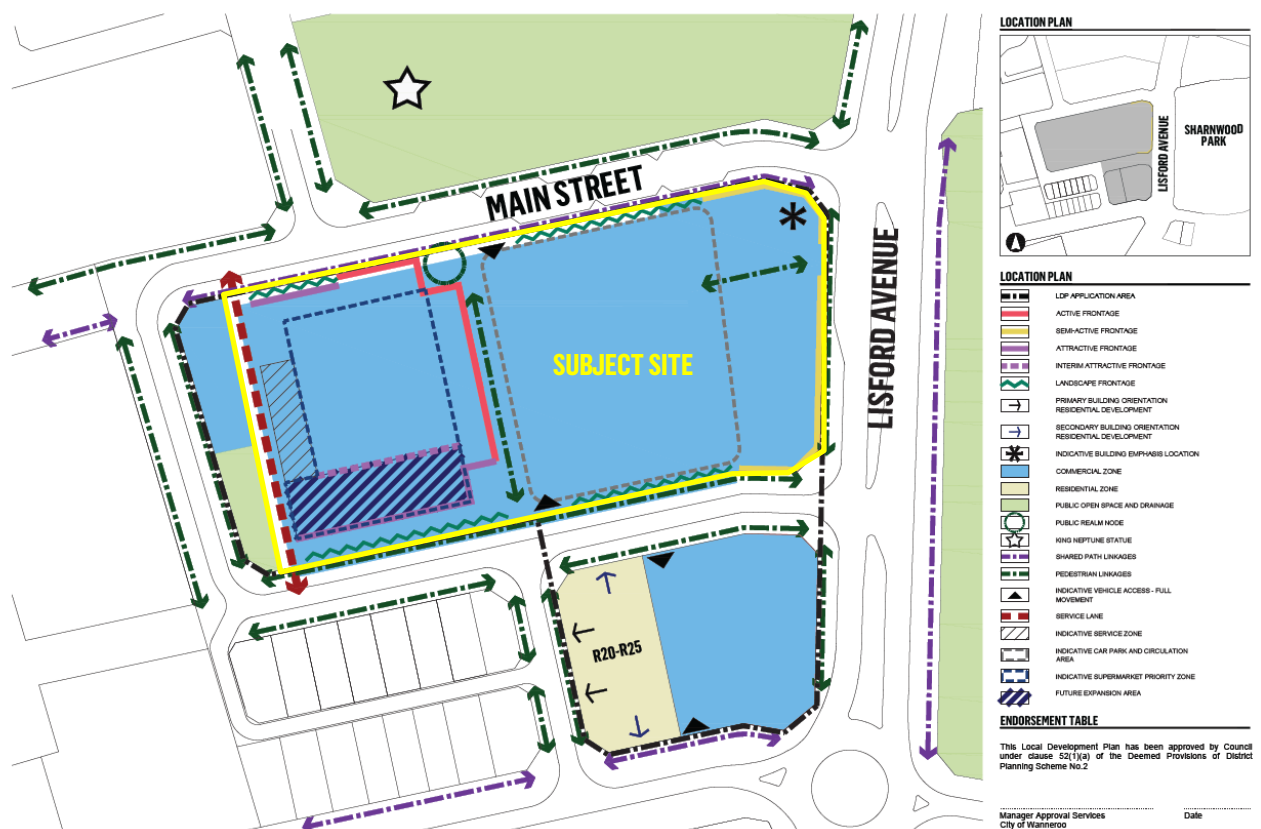 MAIN STREET
LISFORD AVENUE
SUBJECT SITE
R20-R25
LOCATION PLAN
LISFORD AVENUE
SHARNWOOD
PARK
LOCATION PLAN
LDP APPLICATION AREA
ACTIVE FRONTAGE
SEMI-ACTIVE FRONTAGE
ATTRACTIVE FRONTAGE
INTERIM ATTRACTIVE FRONTAGE
LANDSCAPE FRONTAGE
PRIMARY BUILDING ORIENTATION
RESIDENTIAL DEVELOPMENT
SECONDARY BUILDING ORIENTATION
RESIDENTIAL DEVELOPMENT
INDICATIVE BUILDING EMPHASIS LOCATION
COMMERCIAL ZONE
RESIDENTIAL ZONE
PUBLIC OPEN SPACE AND DRAINAGE
PUBLIC REALM NODE
KING NEPTUNE STATUE
SHARED PATH LINKAGES
PEDESTRIAN LINKAGES
INDICATIVE VEHICLE ACCESS - FULL
MOVEMENT
SERVICE LANE
INDICATIVE SERVICE ZONE
INDICATIVE CAR PARK AND CIRCULATION
AREA
INDICATIVE SUPERMARKET PRIORITY ZONE
FUTURE EXPANSION AREA
ENDORSEMENT TABLE
This Local Development Plan has been approved by Council
under clause 52(1)(a) of the Deemed Provisions of District
Planning Scheme No.2
Manager Approval Services
City of Wanneroo
Date